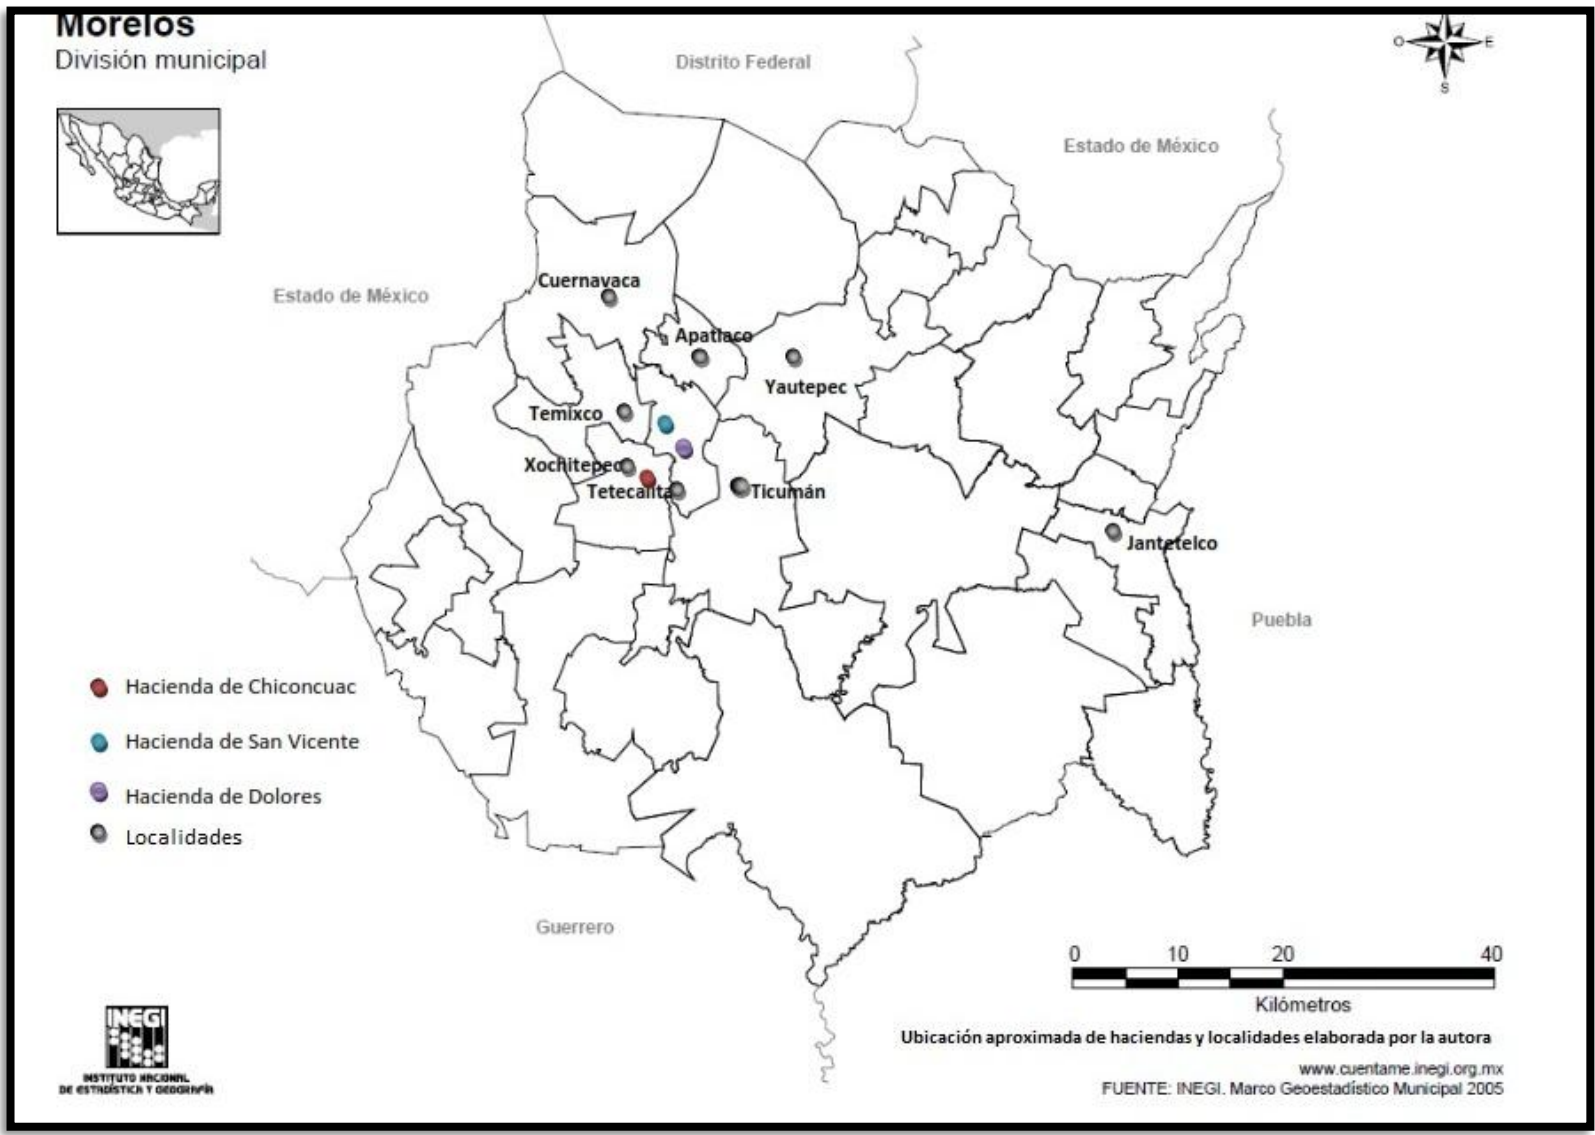 Morelos
División municipal
Distrito Federal
O
E
S
Estado de México
Estado de México
Cuernavaca
Apatlaco
Yautepec
Temixco
Xochitepec
Tetecalita
Ticumán
Jantetelco
Puebla
Hacienda de Chiconcuac
Hacienda de San Vicente
Hacienda de Dolores
Localidades
Guerrero
0 10 20 40
Kilómetros
Ubicación aproximada de haciendas y localidades elaborada por la autora
www.cuentame.inegi.org.mx
FUENTE: INEGI. Marco Geoestadístico Municipal 2005
INEGI
INSTITUTO NACIONAL
DE ESTADÍSTICA Y GEOGRAFÍA